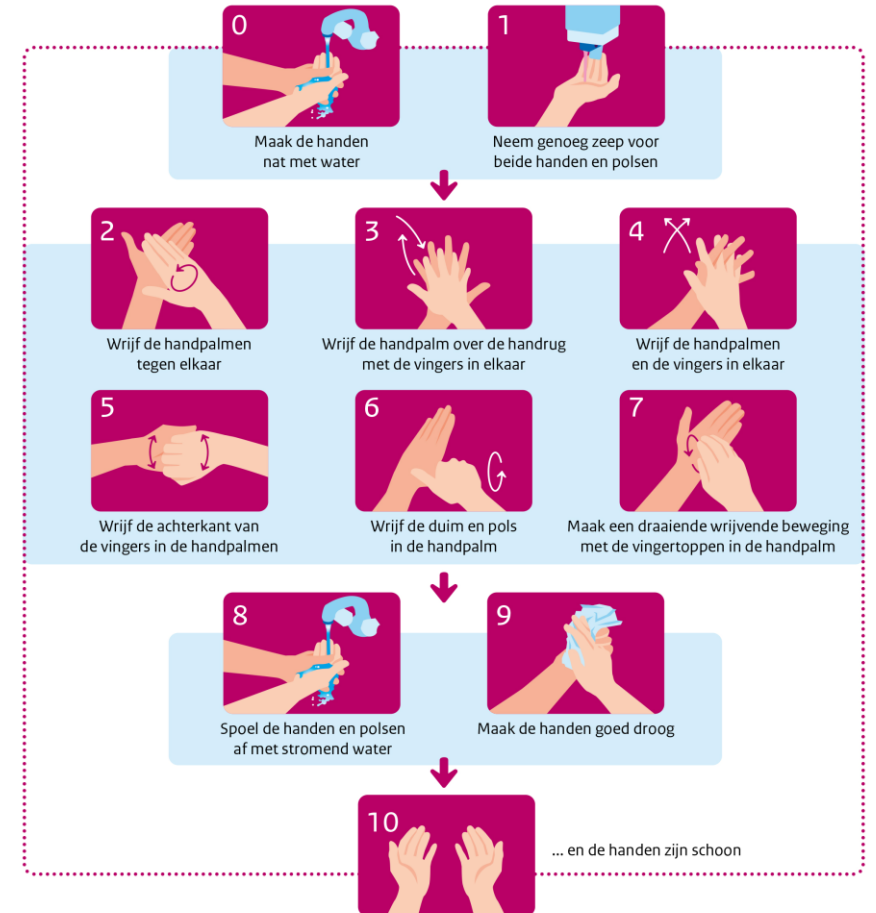 0
Maak de handen
nat met water
1
Neem genoeg zeep voor
beide handen en polsen
2
Wrijf de handpalmen
tegen elkaar
3
Wrijf de handpalm over de handrug
met de vingers in elkaar
4
Wrijf de handpalmen
en de vingers in elkaar
5
Wrijf de achterkant van
de vingers in de handpalmen
6
Wrijf de duim en pols
in de handpalm
7
Maak een draaiende wrijvende beweging
met de vingertoppen in de handpalm
8
Spoel de handen en polsen
af met stromend water
9
Maak de handen goed droog
10
... en de handen zijn schoon